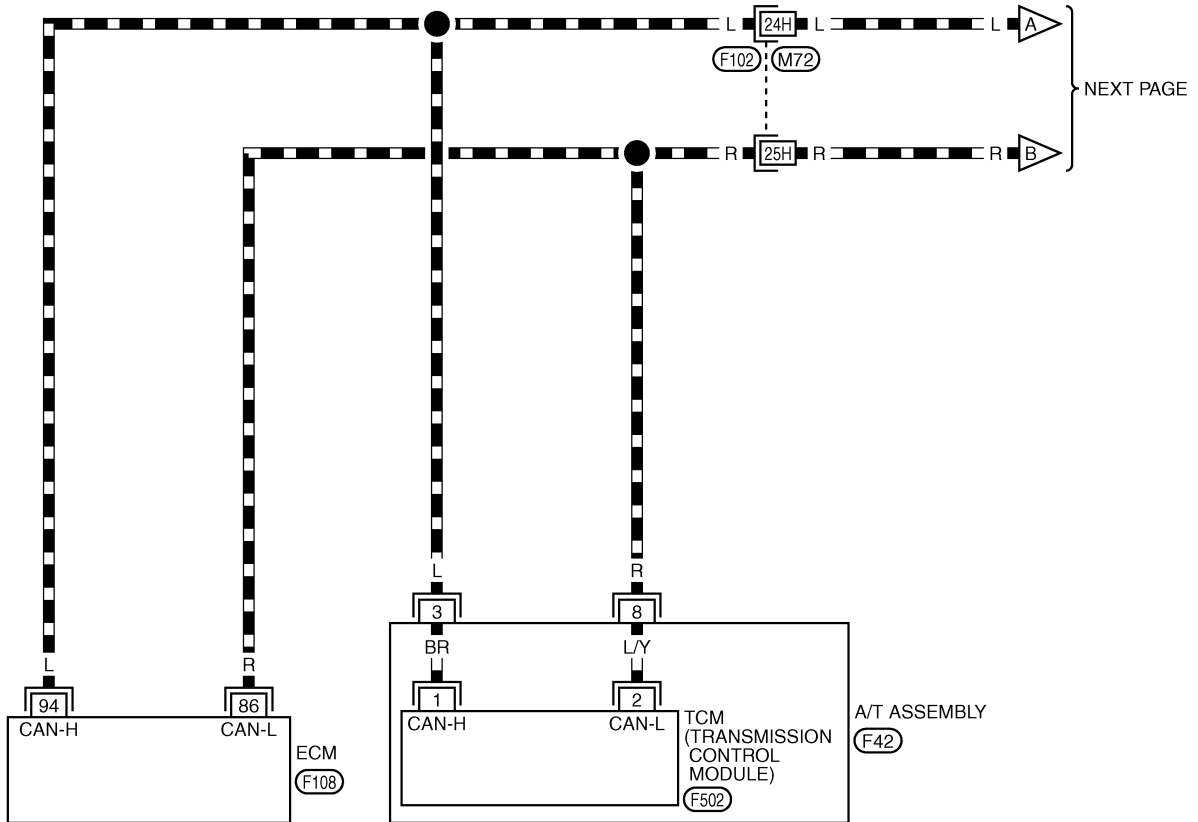 L 24H L L A
F102 M72
NEXT PAGE
R 25H R R B
L R
3 8
BR L/Y
L R
94 86
CAN-H CAN-L
ECM
F108
1 2
CAN-H CAN-L
TCM
(TRANSMISSION
CONTROL
MODULE)
F502
A/T ASSEMBLY
F42